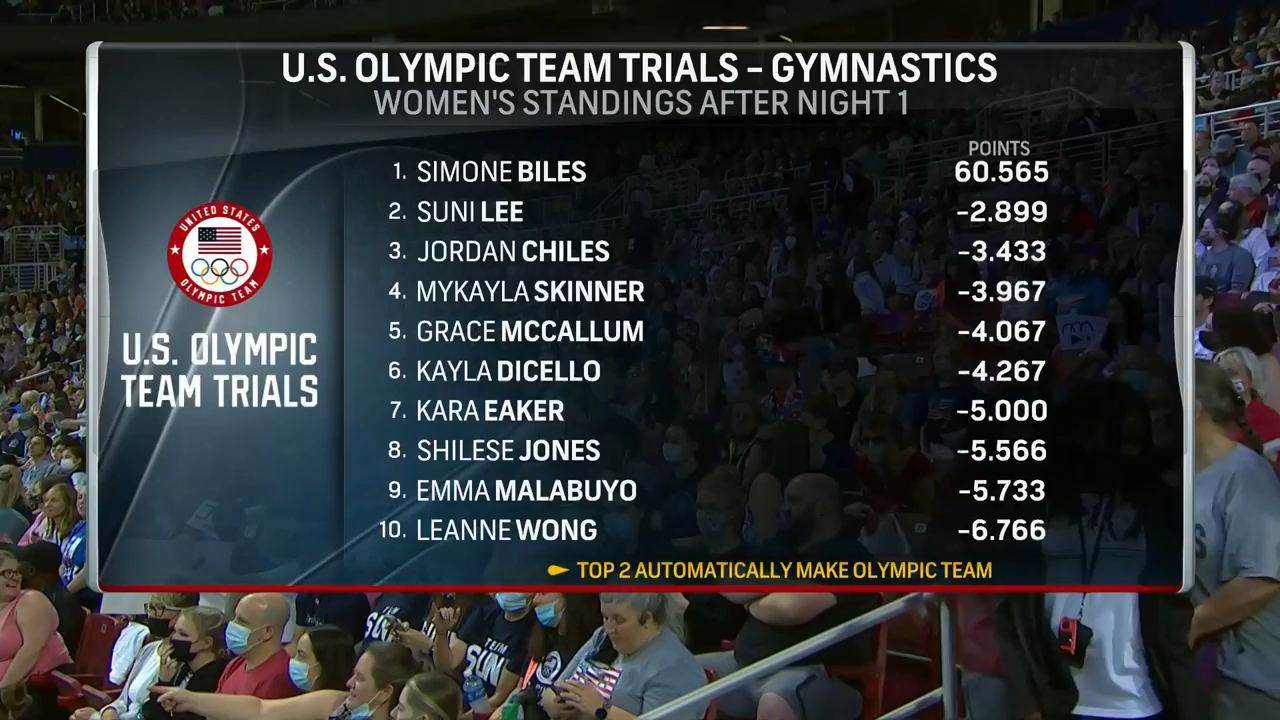 U.S. OLYMPIC TEAM TRIALS – GYMNASTICS
WOMEN'S STANDINGS AFTER NIGHT 1
POINTS
1. SIMONE BILES 60.565
2. SUNI LEE -2.899
3. JORDAN CHILES -3.433
4. MYKAYLA SKINNER -3.967
5. GRACE MCCALLUM -4.067
6. KAYLA DICELLO -4.267
7. KARA EAKER -5.000
8. SHILESE JONES -5.566
9. EMMA MALABUYO -5.733
10. LEANNE WONG -6.766
TOP 2 AUTOMATICALLY MAKE OLYMPIC TEAM
UNITED STATES
OLYMPIC TEAM
U.S. OLYMPIC
TEAM TRIALS
TEAM
SUN